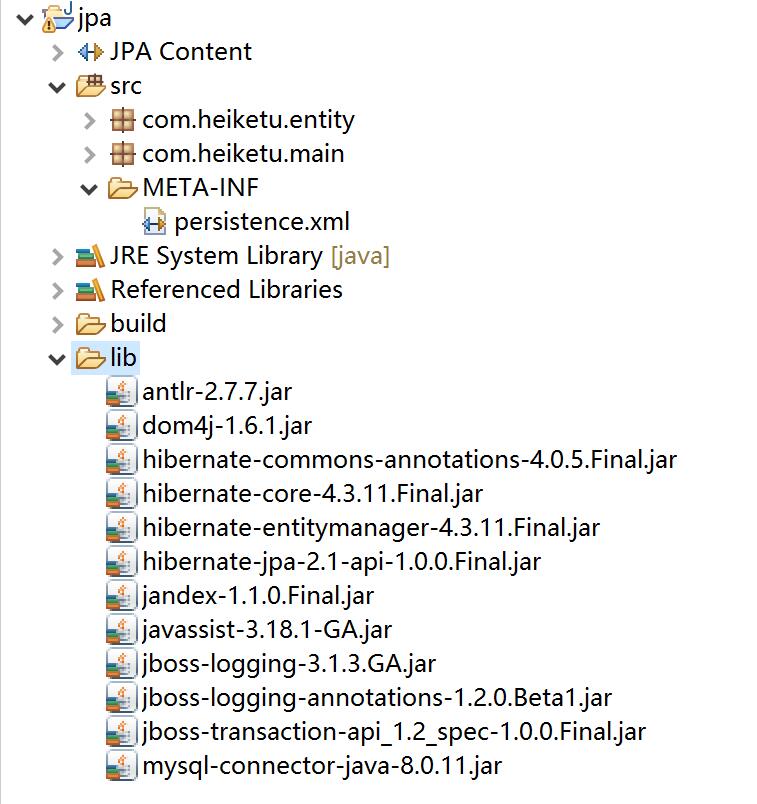 jpa
JPA Content
src
com.heiketu.entity
com.heiketu.main
META-INF
persistence.xml
JRE System Library [java]
Referenced Libraries
build
lib
antlr-2.7.7.jar
dom4j-1.6.1.jar
hibernate-commons-annotations-4.0.5.Final.jar
hibernate-core-4.3.11.Final.jar
hibernate-entitymanager-4.3.11.Final.jar
hibernate-jpa-2.1-api-1.0.0.Final.jar
jandex-1.1.0.Final.jar
javassist-3.18.1-GA.jar
jboss-logging-3.1.3.GA.jar
jboss-logging-annotations-1.2.0.Beta1.jar
jboss-transaction-api_1.2_spec-1.0.0.Final.jar
mysql-connector-java-8.0.11.jar